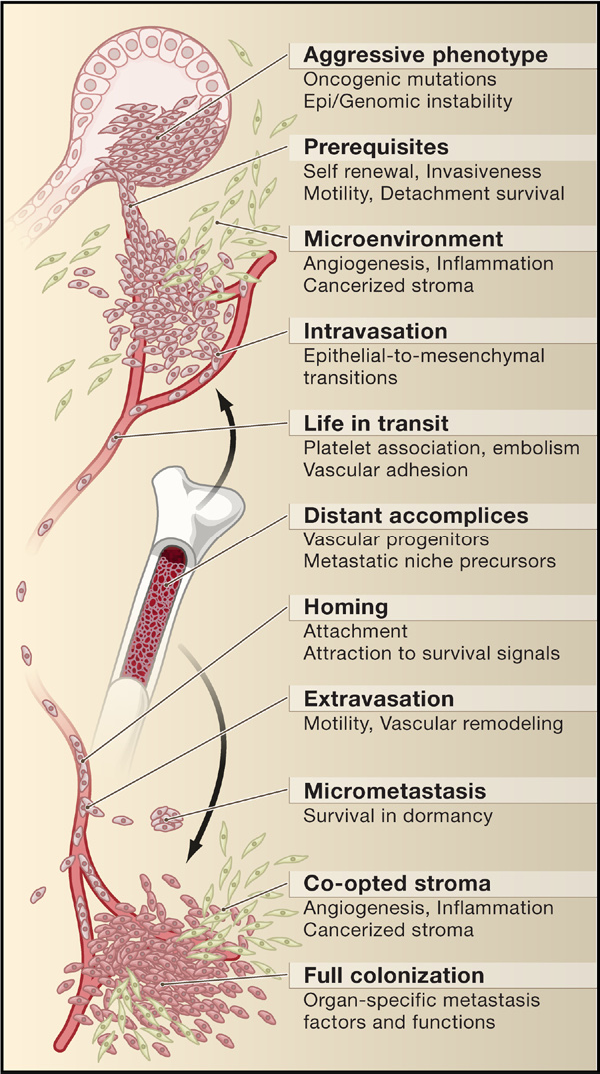 Aggressive phenotype
Oncogenic mutations
Epi/Genomic instability
Prerequisites
Self renewal, Invasiveness
Motility, Detachment survival
Microenvironment
Angiogenesis, Inflammation
Cancerized stroma
Intravasation
Epithelial-to-mesenchymal
transitions
Life in transit
Platelet association, embolism
Vascular adhesion
Distant accomplices
Vascular progenitors
Metastatic niche precursors
Homing
Attachment
Attraction to survival signals
Extravasation
Motility, Vascular remodeling
Micrometastasis
Survival in dormancy
Co-opted stroma
Angiogenesis, Inflammation
Cancerized stroma
Full colonization
Organ-specific metastasis
factors and functions